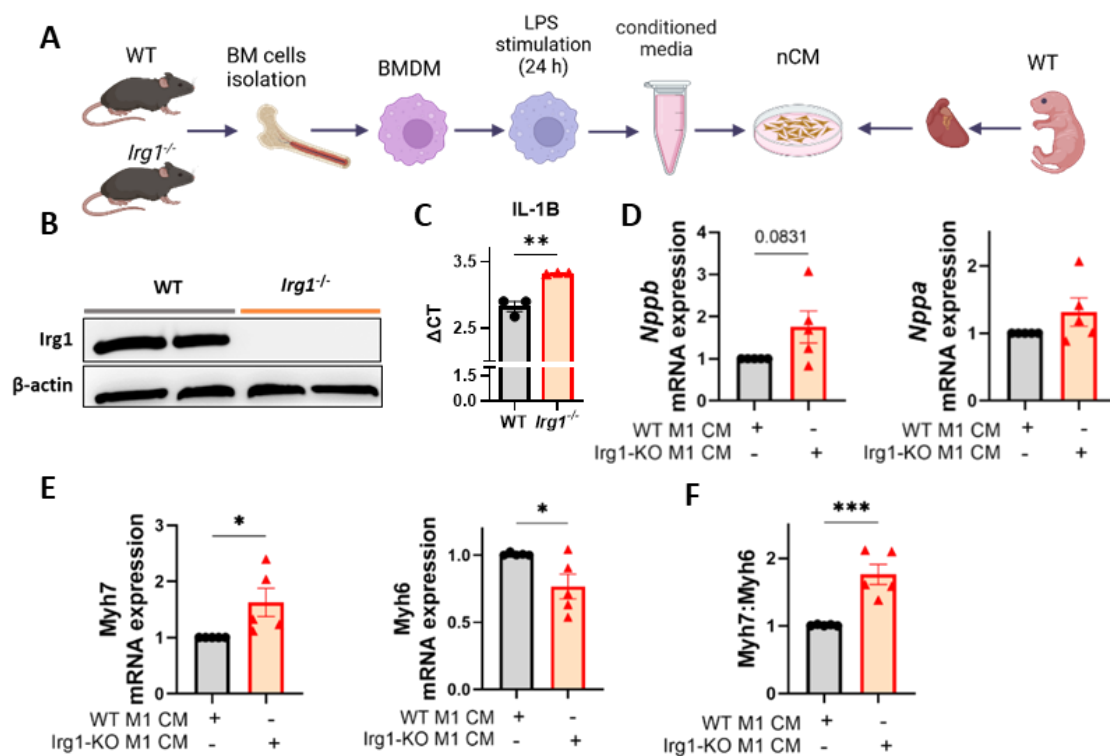 A
WT
Irg1-/-
BM cells
isolation
BMDM
LPS
stimulation
(24 h)
conditioned
media
nCM
WT
B
WT
Irg1-/-
Irg1
β-actin
C
IL-1B
**
ΔCT
3.5
2.5
1.5
0.0
WT Irg1-/-
D
Nppb
mRNA expression
4
3
2
1
0
0.0831
WT M1 CM + -
Irg1-KO M1 CM - +
Nppa
mRNA expression
3
2
1
0
WT M1 CM + -
Irg1-KO M1 CM - +
E
Myh7
mRNA expression
3
2
1
0
*
WT M1 CM + -
Irg1-KO M1 CM - +
Myh6
mRNA expression
1.0
0.5
0.0
*
WT M1 CM + -
Irg1-KO M1 CM - +
F
Myh7:Myh6
3
2
1
0
***
WT M1 CM + -
Irg1-KO M1 CM - +